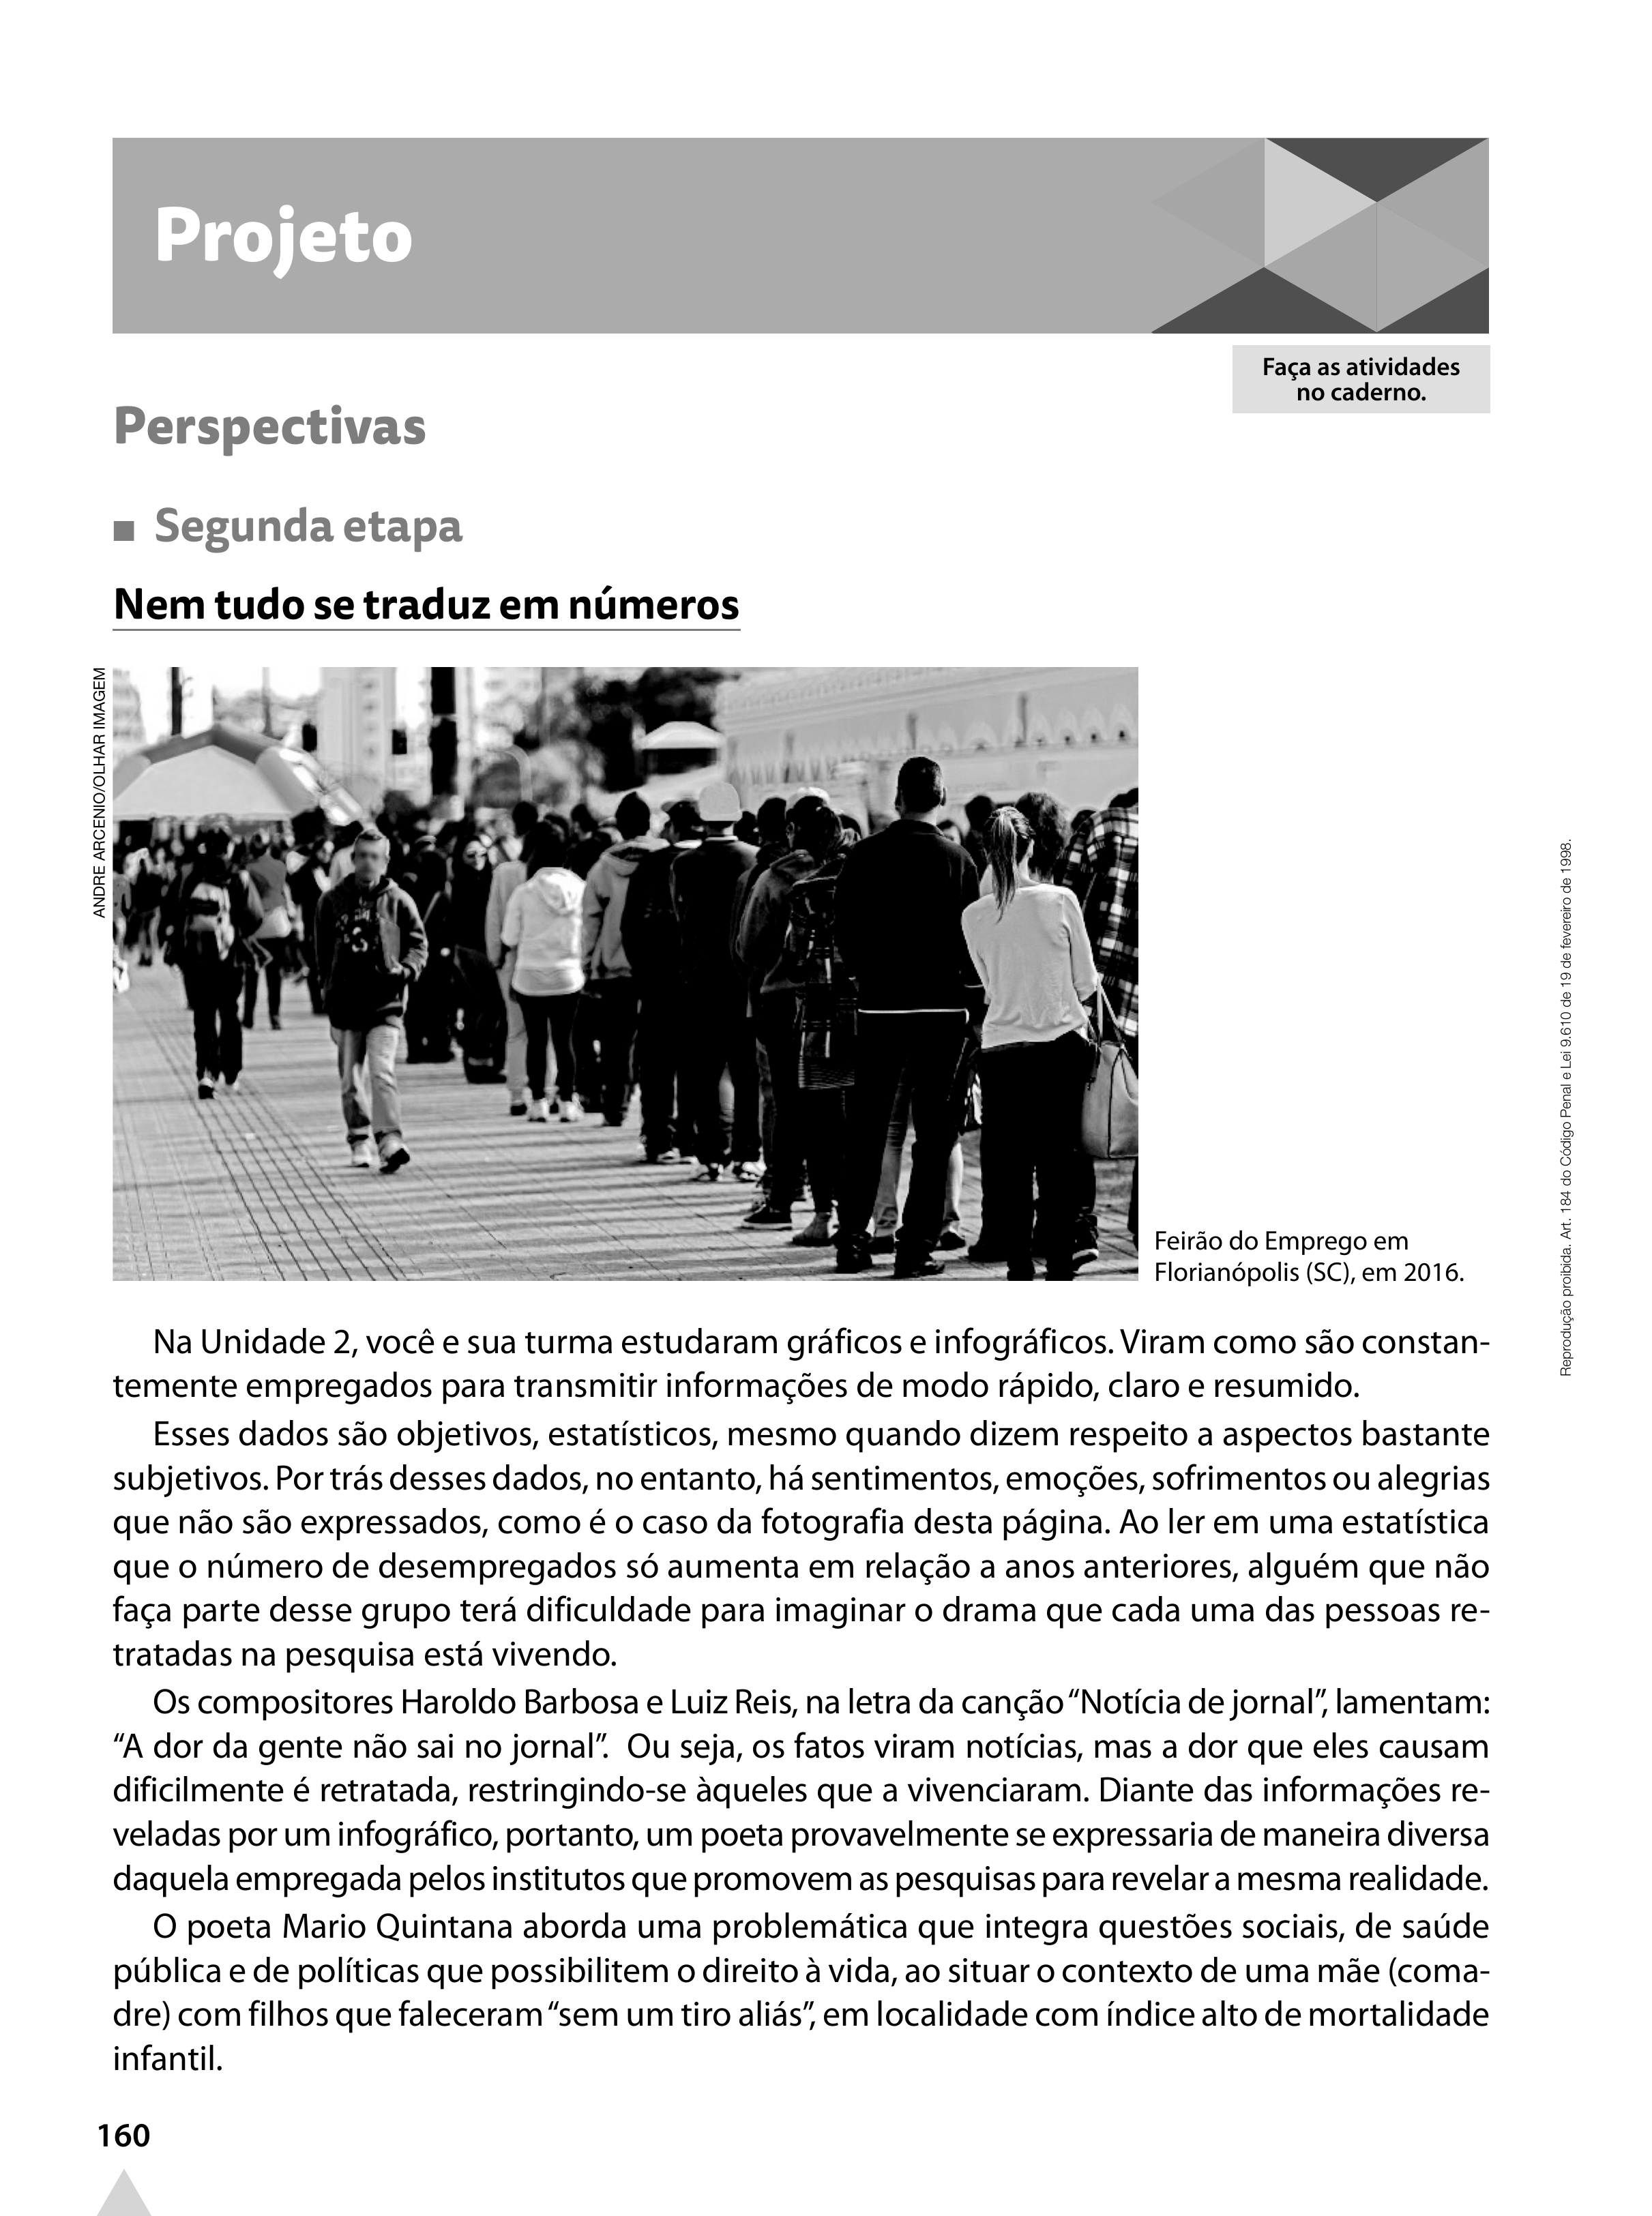 Projeto
Faça as atividades
no caderno.
Perspectivas
■ Segunda etapa
Nem tudo se traduz em números
ANDRE ARCENIO/OLHAR IMAGEM
Feirão do Emprego em
Florianópolis (SC), em 2016.
Reprodução proibida. Art. 184 do Código Penal e Lei 9.610 de 19 de fevereiro de 1998.
Na Unidade 2, você e sua turma estudaram gráficos e infográficos. Viram como são constan-
temente empregados para transmitir informações de modo rápido, claro e resumido.
Esses dados são objetivos, estatísticos, mesmo quando dizem respeito a aspectos bastante
subjetivos. Por trás desses dados, no entanto, há sentimentos, emoções, sofrimentos ou alegrias
que não são expressados, como é o caso da fotografia desta página. Ao ler em uma estatística
que o número de desempregados só aumenta em relação a anos anteriores, alguém que não
faça parte desse grupo terá dificuldade para imaginar o drama que cada uma das pessoas re-
tratadas na pesquisa está vivendo.
Os compositores Haroldo Barbosa e Luiz Reis, na letra da canção “Notícia de jornal”, lamentam:
“A dor da gente não sai no jornal”. Ou seja, os fatos viram notícias, mas a dor que eles causam
dificilmente é retratada, restringindo-se àqueles que a vivenciaram. Diante das informações re-
veladas por um infográfico, portanto, um poeta provavelmente se expressaria de maneira diversa
daquela empregada pelos institutos que promovem as pesquisas para revelar a mesma realidade.
O poeta Mario Quintana aborda uma problemática que integra questões sociais, de saúde
pública e de políticas que possibilitem o direito à vida, ao situar o contexto de uma mãe (coma-
dre) com filhos que faleceram “sem um tiro aliás”, em localidade com índice alto de mortalidade
infantil.
160